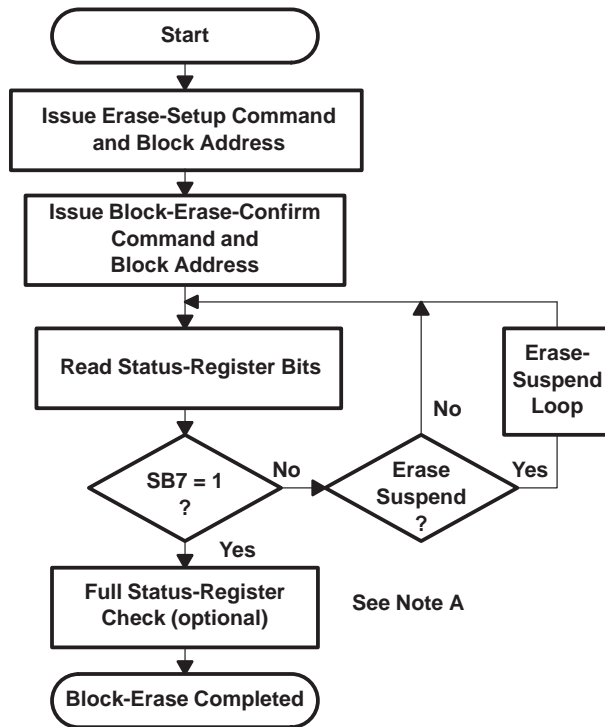 Start
Issue Erase-Setup Command
and Block Address
Issue Block-Erase-Confirm
Command and
Block Address
Read Status-Register Bits
Erase-
Suspend
Loop
No
SB7 = 1
?
No
Erase
Suspend
?
Yes
Yes
Full Status-Register
Check (optional)
See Note A
Block-Erase Completed